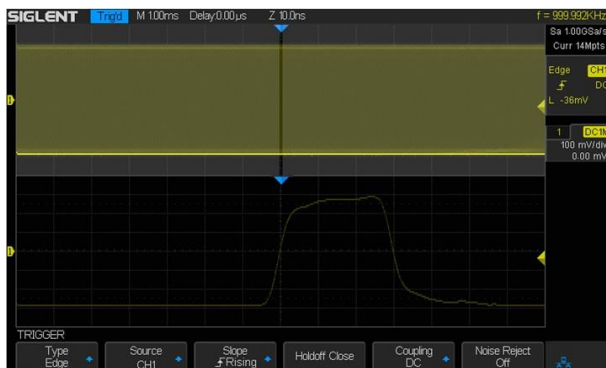 SIGLENT Trig'd M 1.00ms Delay:0.00µs Z 10.0ns f = 999.992KHz
Sa 1.00GSa/s
Curr 14Mpts
Edge CH1
DC
L -36mV
1 DC1M
100 mV/div
0.00 mV
TRIGGER
Type
Edge
Source
CH1
Slope
Rising
Holdoff Close
Coupling
DC
Noise Reject
Off